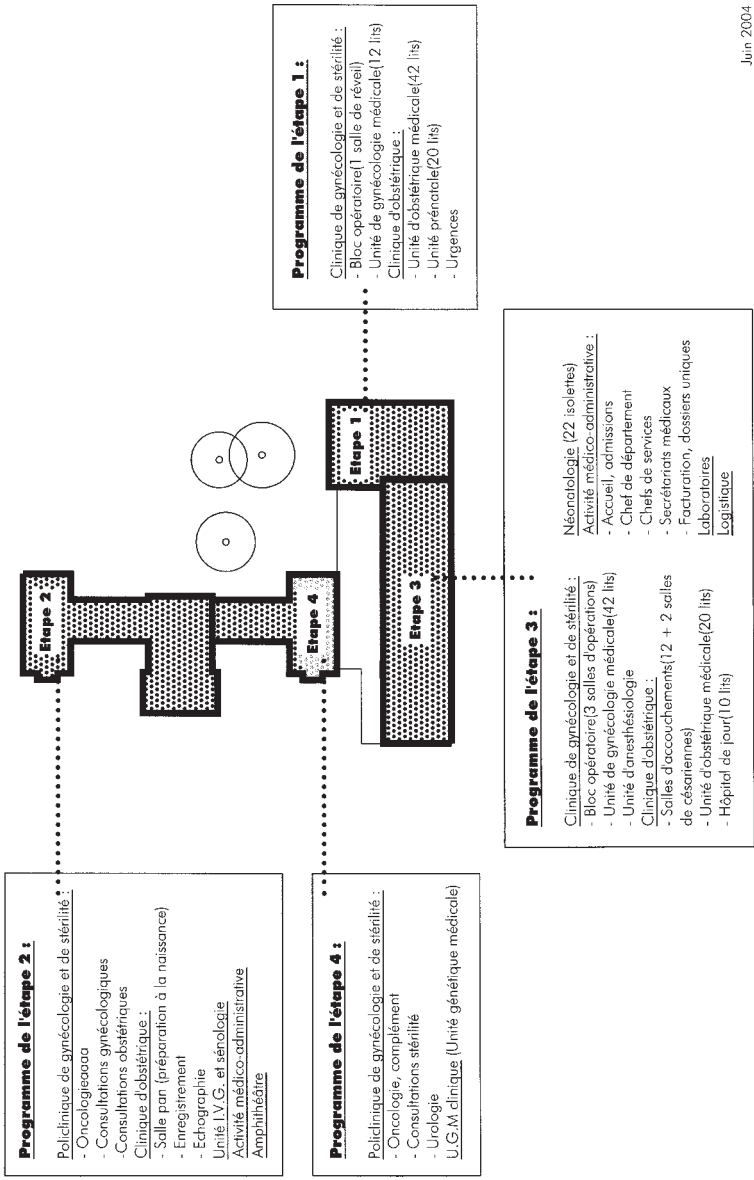 Programme de l'étape 2 :
Policlinique de gynécologie et de stérilité :
- Oncologieaaaa
- Consultations gynécologiques
-Consultations obstétriques
Clinique d'obstétrique :
- Salle pan (préparation à la naissance)
- Enregistrement
- Echographie
Unité I.V.G. et sénologie
Activité médico-administrative
Amphithéâtre
Programme de l'étape 4 :
Policlinique de gynécologie et de stérilité :
- Oncologie, complément
- Consultations stérilité
- Urologie
U.G.M clinique (Unité génétique médicale)
Etape 2
Etape 4
Etape 3
Etape 1
Programme de l'étape 1 :
Clinique de gynécologie et de stérilité :
- Bloc opératoire(1 salle de réveil)
- Unité de gynécologie médicale(12 lits)
Clinique d'obstétrique :
- Unité d'obstétrique médicale(42 lits)
- Unité prénatale(20 lits)
- Urgences
Programme de l'étape 3 :
Clinique de gynécologie et de stérilité :
- Bloc opératoire(3 salles d'opérations)
- Unité de gynécologie médicale(42 lits)
- Unité d'anesthésiologie
Clinique d'obstétrique :
- Salles d'accouchements(12 + 2 salles
de césariennes)
- Unité d'obstétrique médicale(20 lits)
- Hôpital de jour(10 lits)
Néonatologie (22 isolettes)
Activité médico-administrative :
- Accueil, admissions
- Chef de département
- Chefs de services
- Secrétariats médicaux
- Facturation, dossiers uniques
Laboratoires
Logistique
Juin 2004